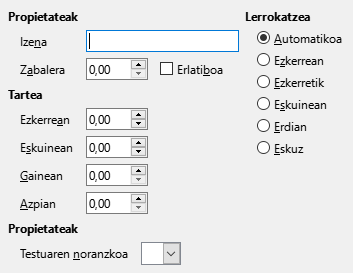 Propietateak
Izena
Zabalera 0,00 Erlatiboa
Tartea
Ezkerrean 0,00
Eskuinean 0,00
Gainean 0,00
Azpian 0,00
Propietateak
Testuaren noranzkoa
Lerrokatzea
Automatikoa
Ezkerrean
Ezkerretik
Eskuinean
Erdian
Eskuz